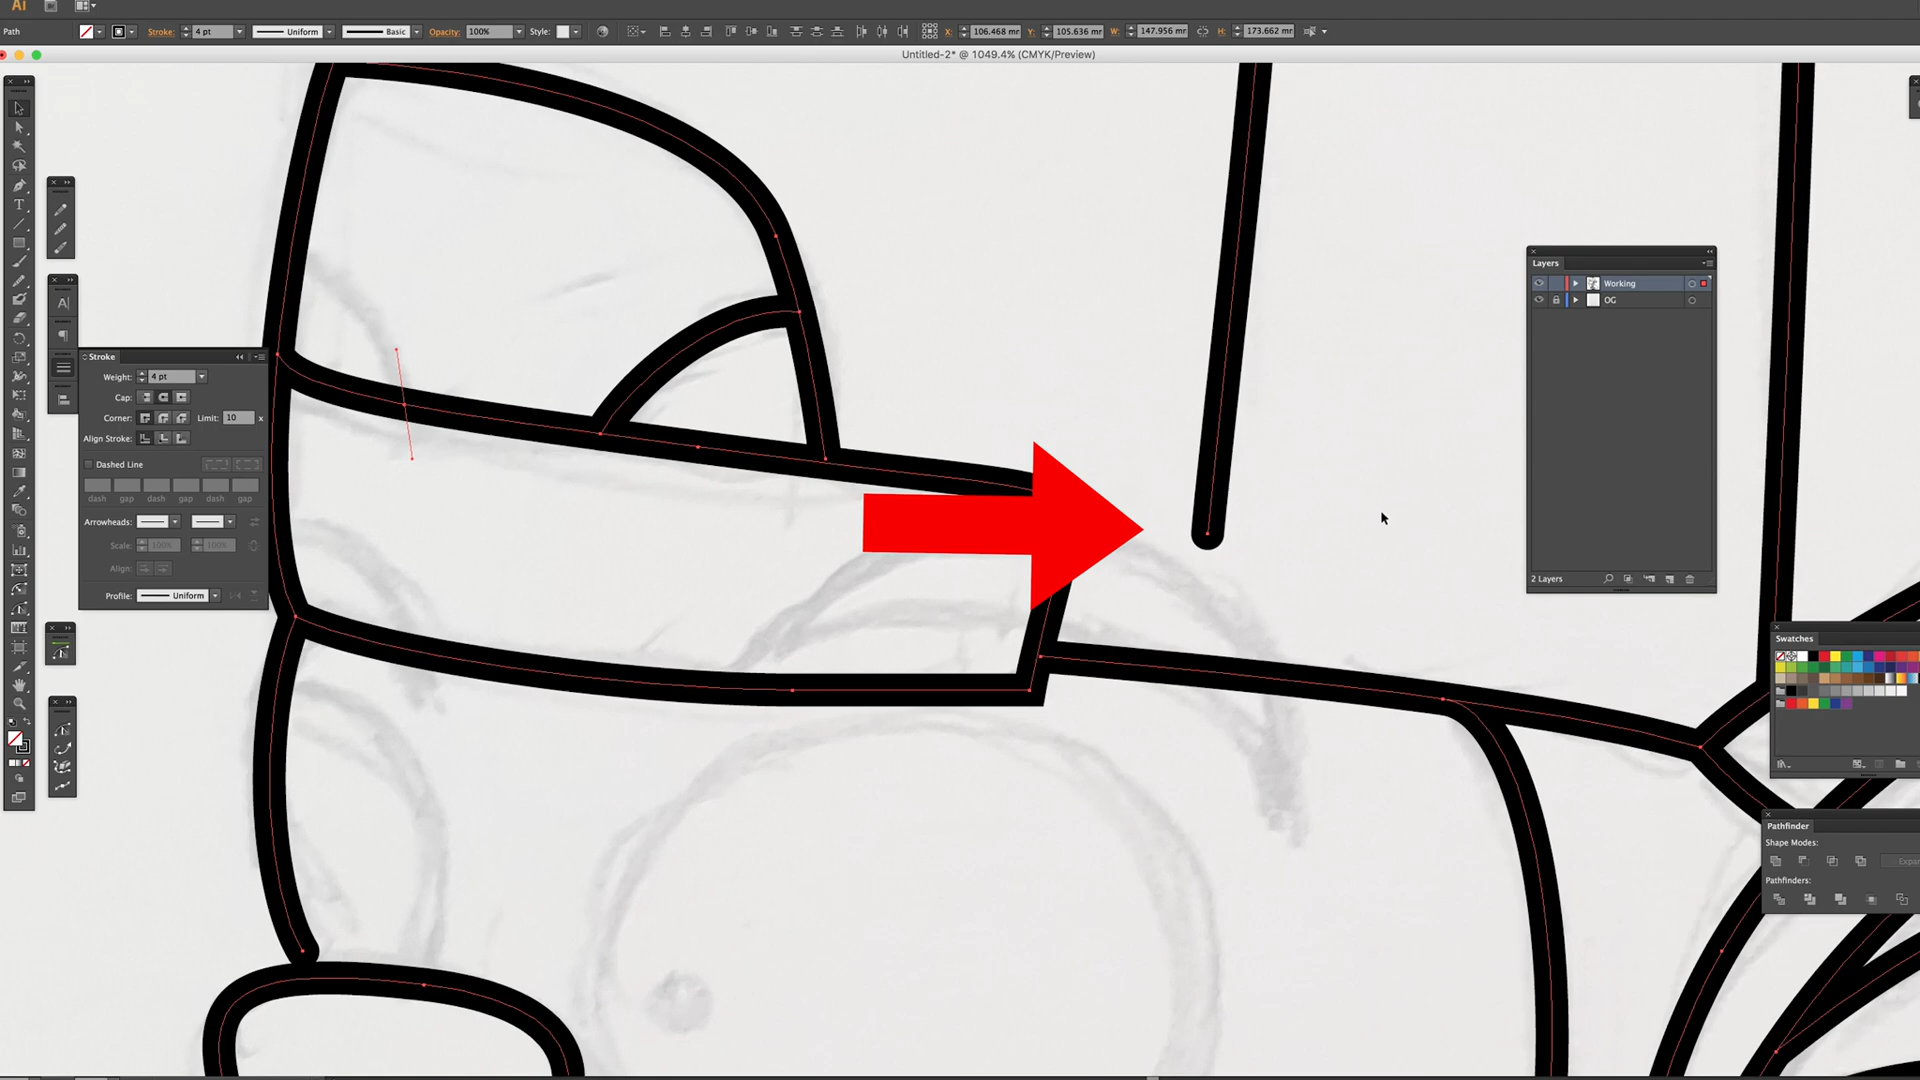 Ai
Path
Stroke:
4 pt
Uniform
Basic
Opacity:
100%
Style:
X:
106.468 mr
Y:
105.636 mr
W:
147.956 mr
H:
173.662 mr
Untitled-2* @ 1049.4% (CMYK/Preview)
Stroke
Weight:
4 pt
Cap:
Corner:
Limit:
10
x
Align Stroke:
Dashed Line
dash
gap
dash
gap
dash
gap
Arrowheads:
Scale:
100%
100%
Align:
Profile:
Uniform
Layers
Working
OG
2 Layers
Swatches
Pathfinder
Shape Modes:
Expan
Pathfinders: